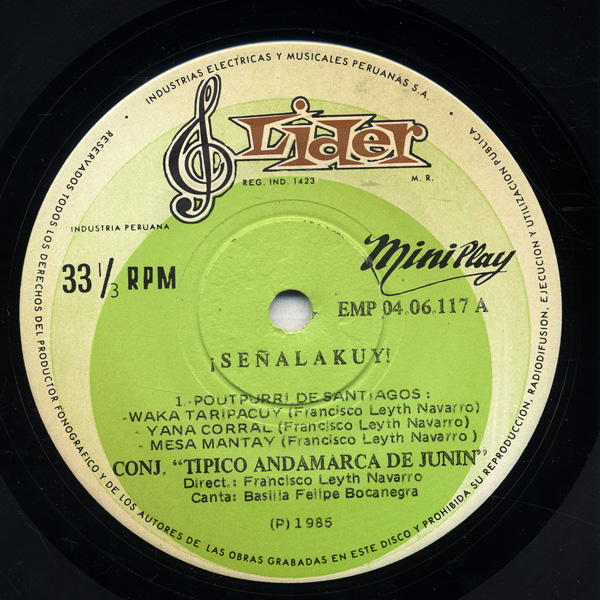 INDUSTRIAS ELECTRICAS Y MUSICALES PERUANAS S.A.
Lider
REG. IND. 1423
M. R.
INDUSTRIA PERUANA
33 1/3 RPM
MiniPlay
EMP 04.06.117 A
¡SEÑALAKUY!
1.-POUTPURRI DE SANTIAGOS :
-WAKA TARIPACUY (Francisco Leyth Navarro)
-YANA CORRAL (Francisco Leyth Navarro)
-MESA MANTAY (Francisco Leyth Navarro )
CONJ. "TIPICO ANDAMARCA DE JUNIN"
Direct.: Francisco Leyth Navarro
Canta: Basilia Felipe Bocanegra
(P) 1985
RESERVADOS TODOS LOS DERECHOS DEL PRODUCTOR FONOGRAFICO Y DE LOS AUTORES DE LAS OBRAS GRABADAS EN ESTE DISCO Y PROHIBIDA SU REPRODUCCION, RADIODIFUSION, EJECUCION Y UTILIZACION PUBLICA